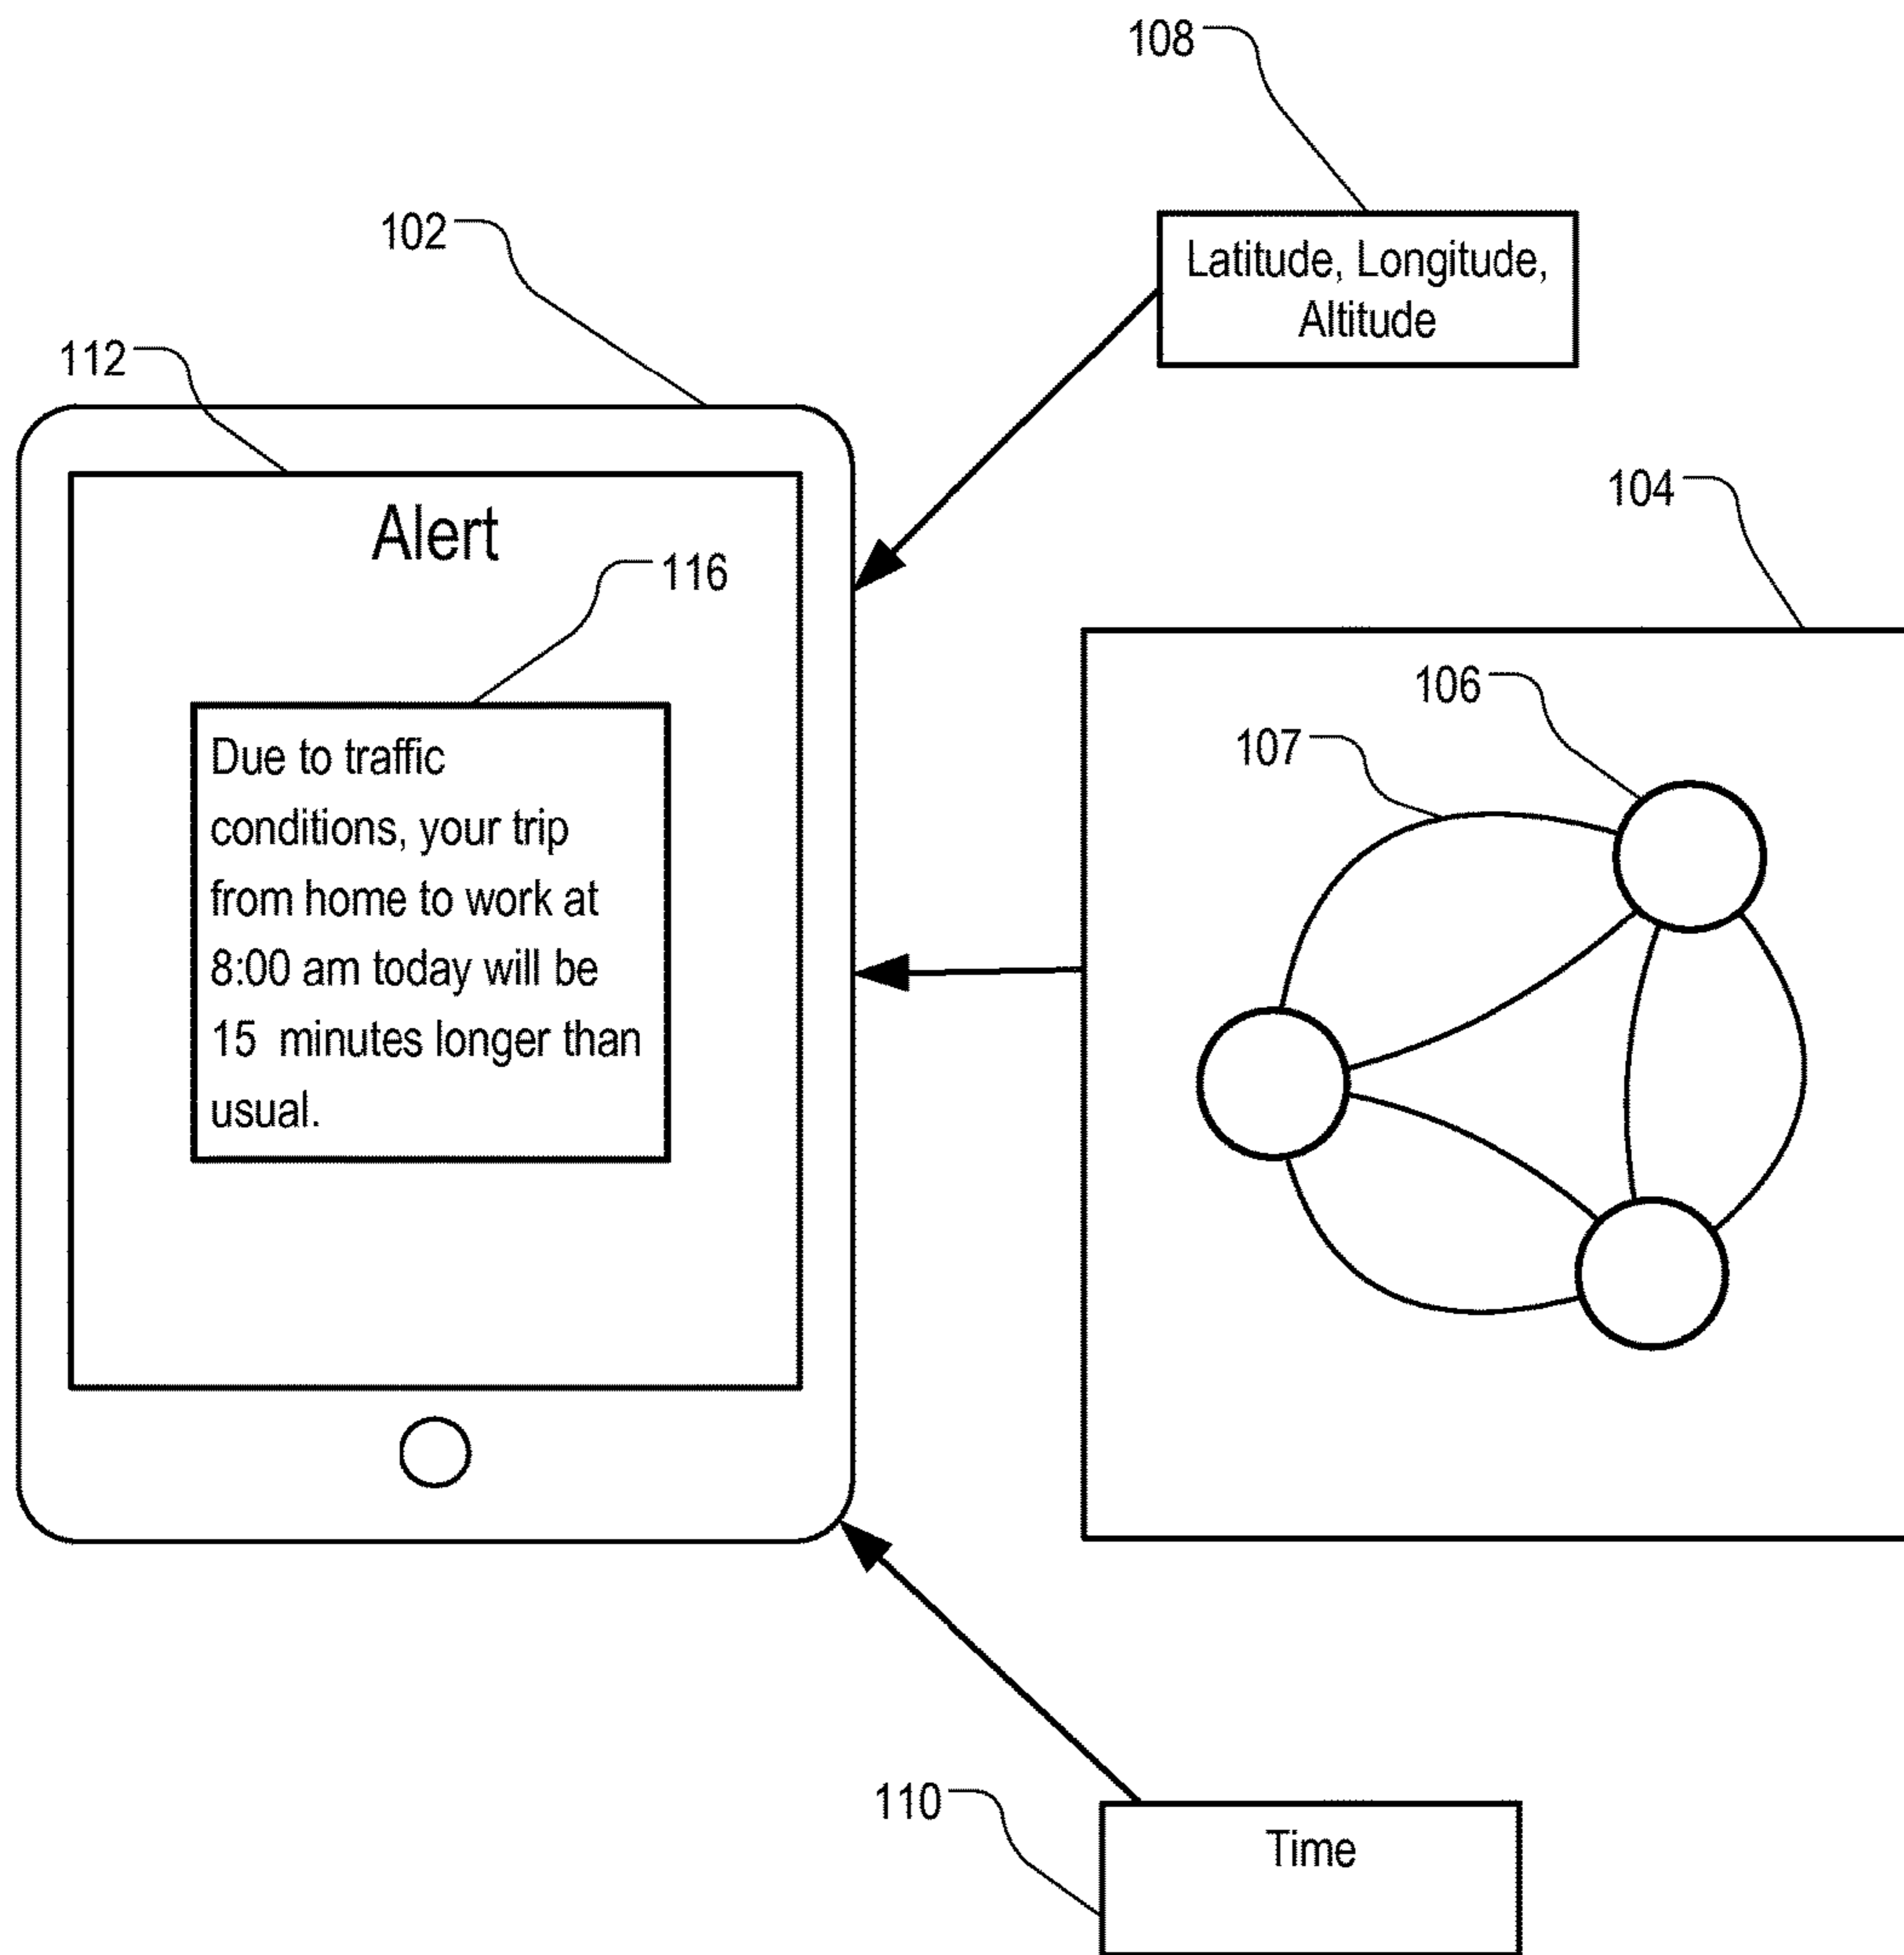 108
Latitude, Longitude,
Altitude
102
112
Alert
116
Due to traffic
conditions, your trip
from home to work at
8:00 am today will be
15 minutes longer than
usual.
104
106
107
110
Time